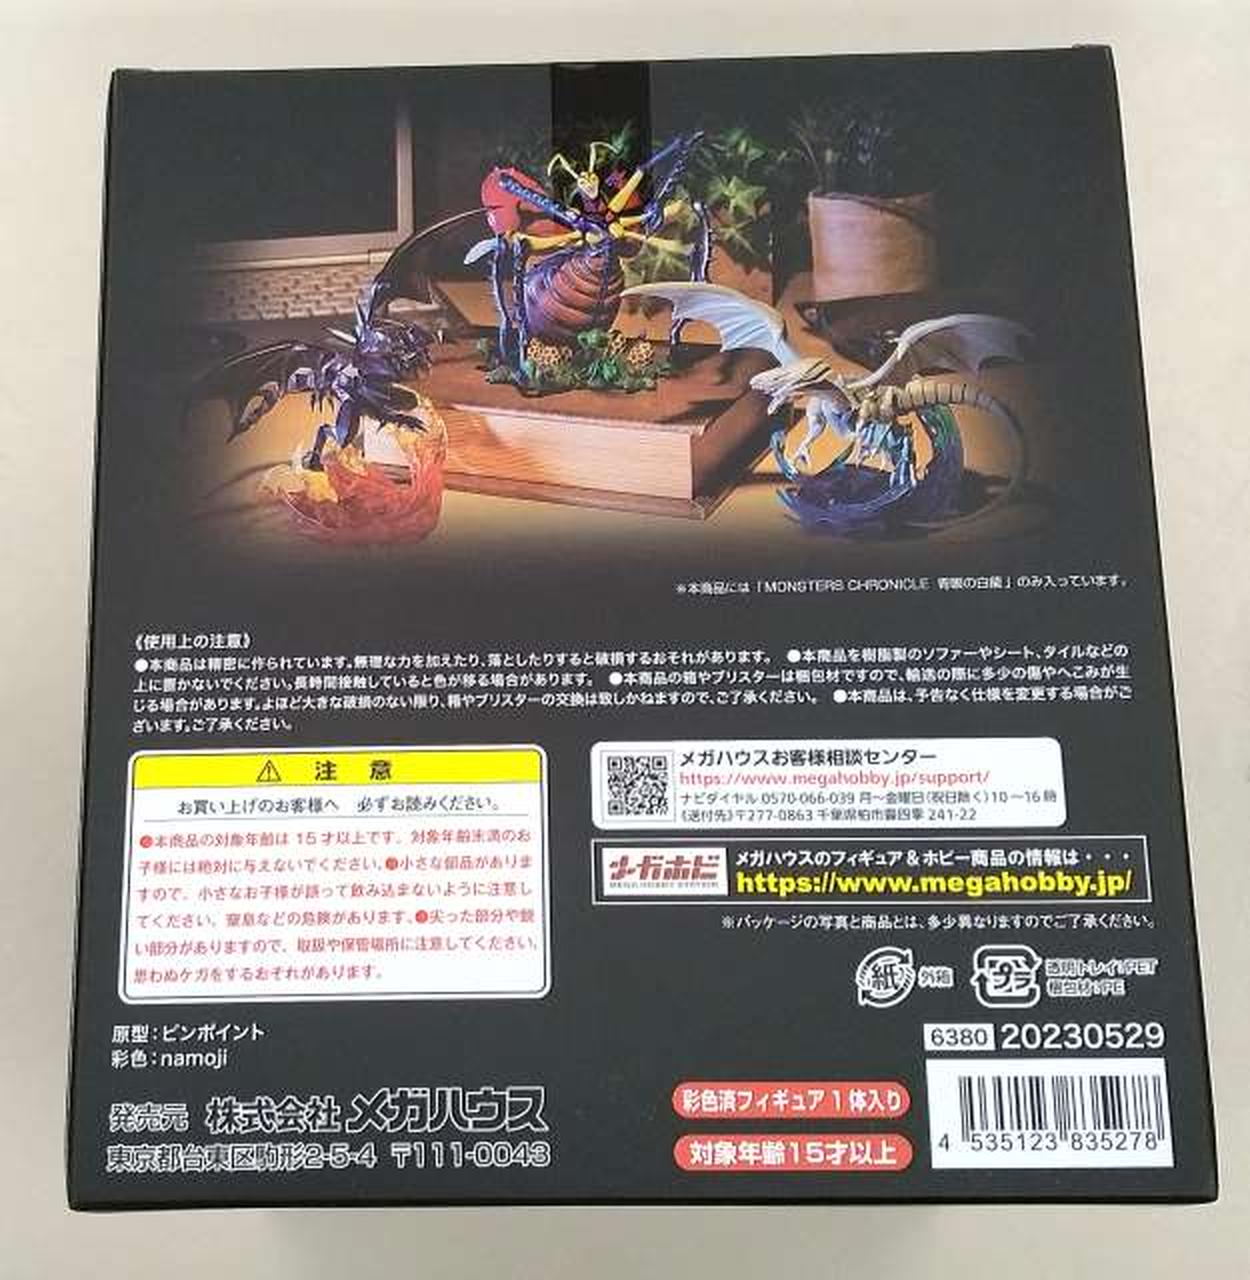 ※本商品には「MONSTERS CHRONICLE 青眼の白龍」のみ入っています。
《使用上の注意》
●本商品は精密に作られています。無理な力を加えたり、落としたりすると破損するおそれがあります。 ●本商品を樹脂製のソファーやシート、タイルなどの
上に置かないでください。長時間接触していると色が移る場合があります。 ●本商品の箱やブリスターは梱包材ですので、輸送の際に多少の傷やへこみが生
じる場合があります。よほど大きな破損のない限り、箱やブリスターの交換は致しかねますので、ご了承ください。 ●本商品は、予告なく仕様を変更する場合がご
ざいます。ご了承ください。
⚠ 注 意
お買い上げのお客様へ 必ずお読みください。
●本商品の対象年齢は15才以上です。対象年齢未満のお
子様には絶対に与えないでください。●小さな部品がありま
すので、小さなお子様が誤って飲み込まないように注意し
てください。窒息などの危険があります。●尖った部分や鋭
い部分がありますので、取扱や保管場所に注意してください。
思わぬケガをするおそれがあります。
メガハウスお客様相談センター
https://www.megahobby.jp/support/
ナビダイヤル 0570-066-039 月～金曜日(祝日除く)10～16時
《送付先》〒277-0863 千葉県柏市豊四季 241-22
メガホビ
MEGA HOBBY STATION
メガハウスのフィギュア&ホビー商品の情報は・・・
https://www.megahobby.jp/
※パッケージの写真と商品とは、多少異なりますのでご了承ください。
紙 外箱
プラ 透明トレイ:PET
梱包材:PE
原型:ピンポイント
彩色:namoji
6380 20230529
発売元 株式会社メガハウス
東京都台東区駒形2-5-4 〒111-0043
彩色済フィギュア1体入り
対象年齢15才以上
4 535123 835278